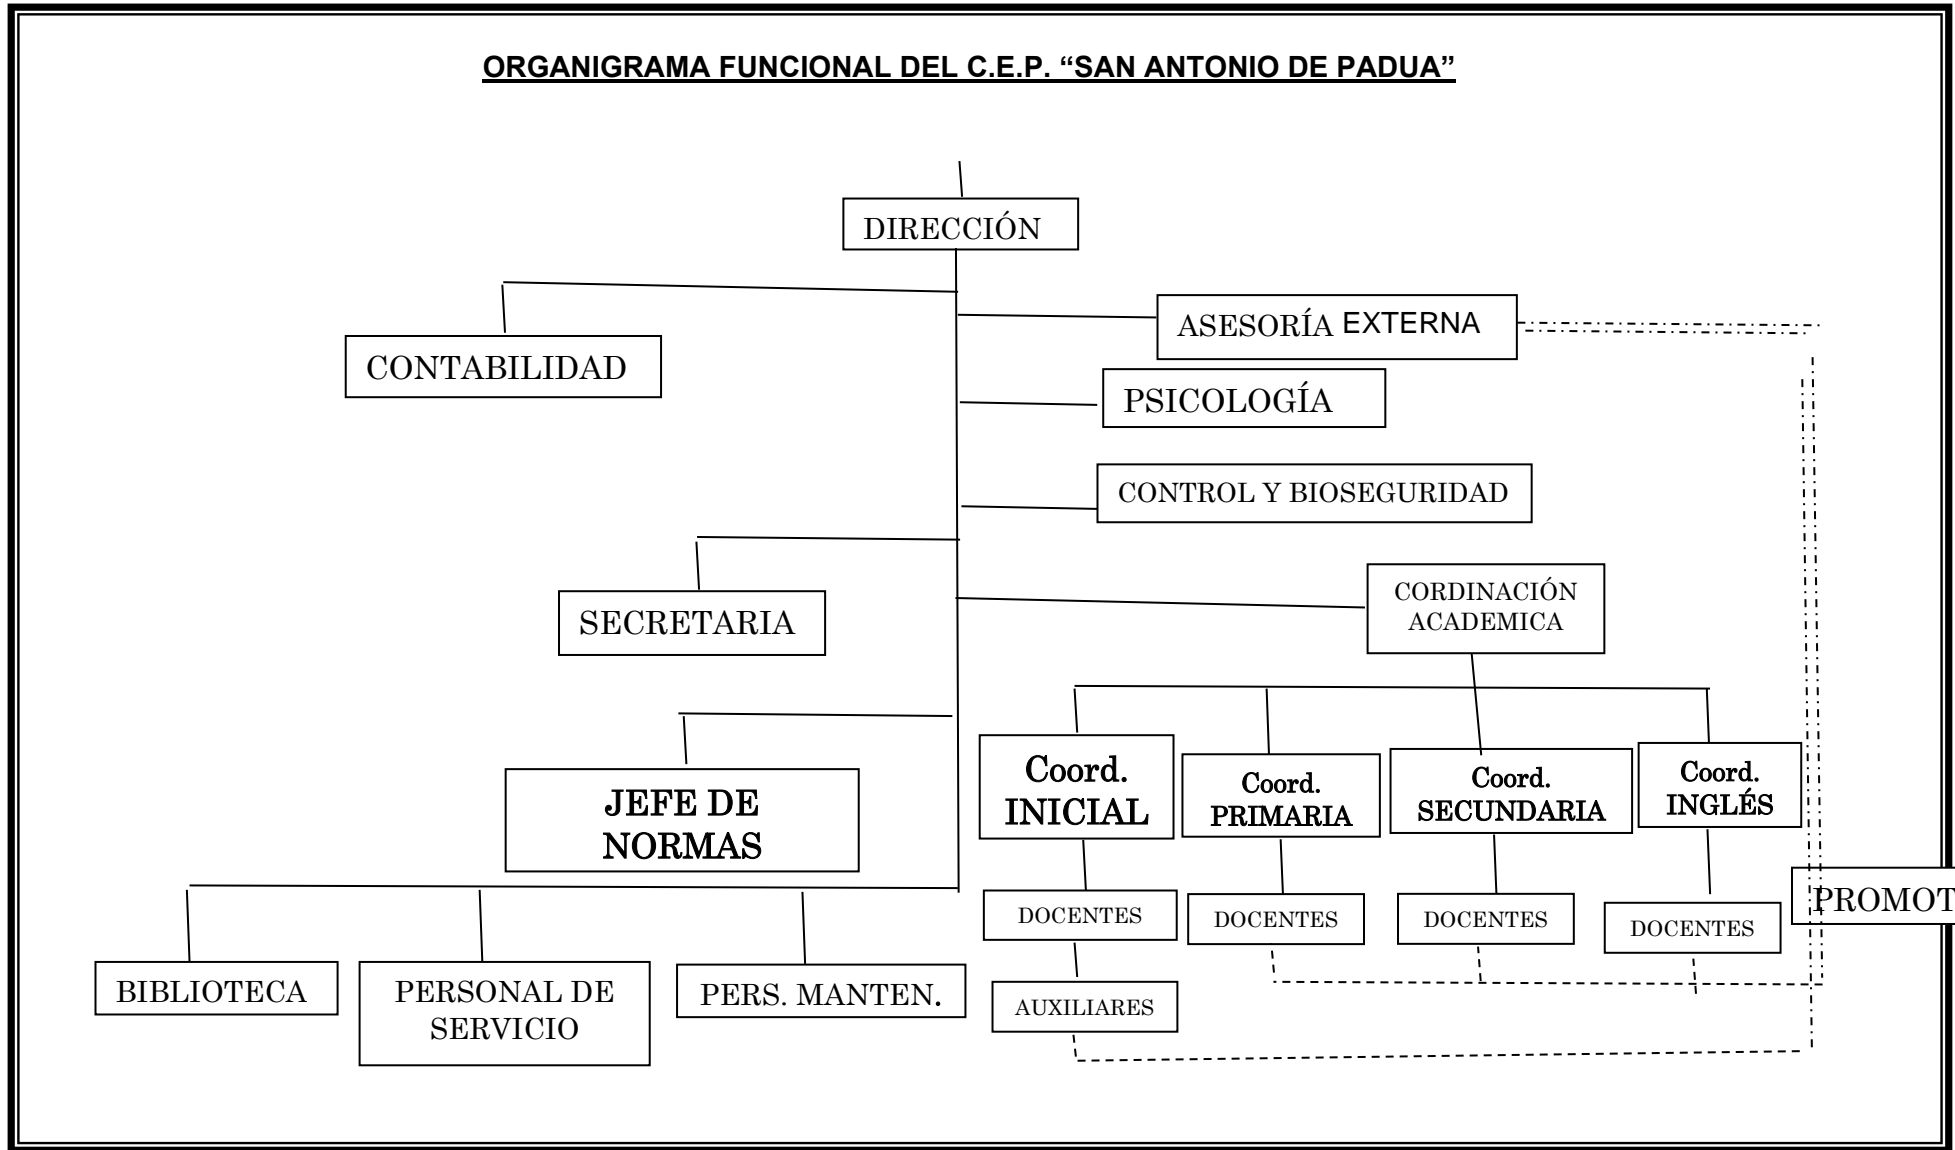 ORGANIGRAMA FUNCIONAL DEL C.E.P. “SAN ANTONIO DE PADUA”
DIRECCIÓN
ASESORÍA EXTERNA
CONTABILIDAD
PSICOLOGÍA
CONTROL Y BIOSEGURIDAD
SECRETARIA
CORDINACIÓN
ACADEMICA
JEFE DE
NORMAS
Coord.
INICIAL
Coord.
PRIMARIA
Coord.
SECUNDARIA
Coord.
INGLÉS
DOCENTES
DOCENTES
DOCENTES
DOCENTES
PROMOT
BIBLIOTECA
PERSONAL DE
SERVICIO
PERS. MANTEN.
AUXILIARES